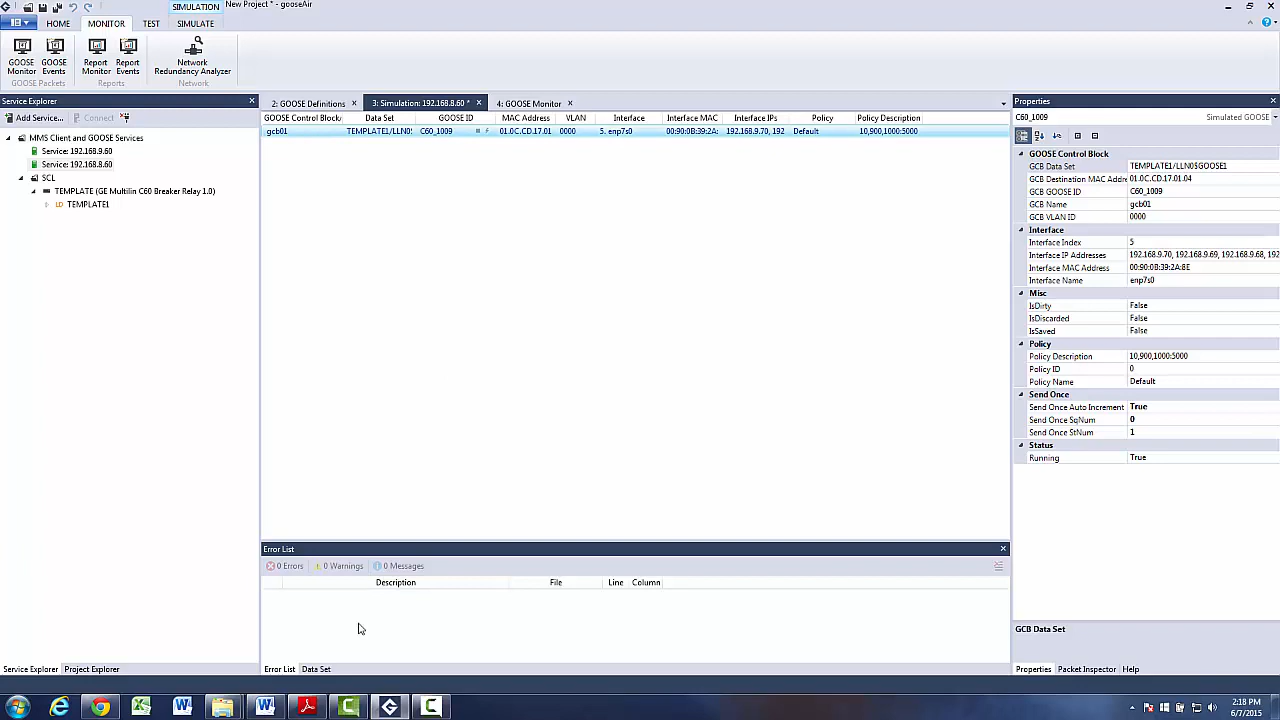 SIMULATION
New Project * - gooseAir
HOME
MONITOR
TEST
SIMULATE
GOOSE Monitor
GOOSE Events
Report Monitor
Report Events
Network Redundancy Analyzer
GOOSE Packets
Reports
Network
Service Explorer
Add Service...
Connect
MMS Client and GOOSE Services
Service: 192.168.9.60
Service: 192.168.8.60
SCL
TEMPLATE (GE Multilin C60 Breaker Relay 1.0)
TEMPLATE1
Service Explorer
Project Explorer
2: GOOSE Definitions
3: Simulation: 192.168.8.60 *
4: GOOSE Monitor
GOOSE Control Block Data Set GOOSE ID MAC Address VLAN Interface Interface MAC Interface IPs Policy Policy Description
gcb01 TEMPLATE1/LLN0 C60_1009 01.0C.CD.17.01 0000 5. enp7s0 00:90:0B:39:2A: 192.168.9.70, 192 Default 10,900,1000:5000
Error List
0 Errors
0 Warnings
0 Messages
Description File Line Column
Error List
Data Set
Properties
C60_1009 Simulated GOOSE
GOOSE Control Block
GCB Data Set TEMPLATE1/LLN0$GOOSE1
GCB Destination MAC Addre 01.0C.CD.17.01.04
GCB GOOSE ID C60_1009
GCB Name gcb01
GCB VLAN ID 0000
Interface
Interface Index 5
Interface IP Addresses 192.168.9.70, 192.168.9.69, 192.168.9.68, 192
Interface MAC Address 00:90:0B:39:2A:8E
Interface Name enp7s0
Misc
IsDirty False
IsDiscarded False
IsSaved False
Policy
Policy Description 10,900,1000:5000
Policy ID 0
Policy Name Default
Send Once
Send Once Auto Increment True
Send Once SqNum 0
Send Once StNum 1
Status
Running True
GCB Data Set
Properties
Packet Inspector
Help
2:18 PM
6/7/2015